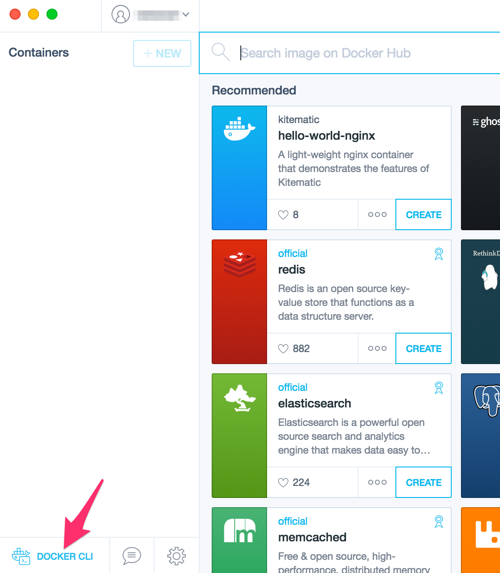 Containers
+ NEW
Search image on Docker Hub
Recommended
kitematic
hello-world-nginx
A light-weight nginx container
that demonstrates the features of
Kitematic
8
CREATE
ghos
official
redis
Redis is an open source key-
value store that functions as a
data structure server.
882
CREATE
RethinkD
official
elasticsearch
Elasticsearch is a powerful open
source search and analytics
engine that makes data easy to…
224
CREATE
official
memcached
Free & open source, high-
performance, distributed memory
DOCKER CLI